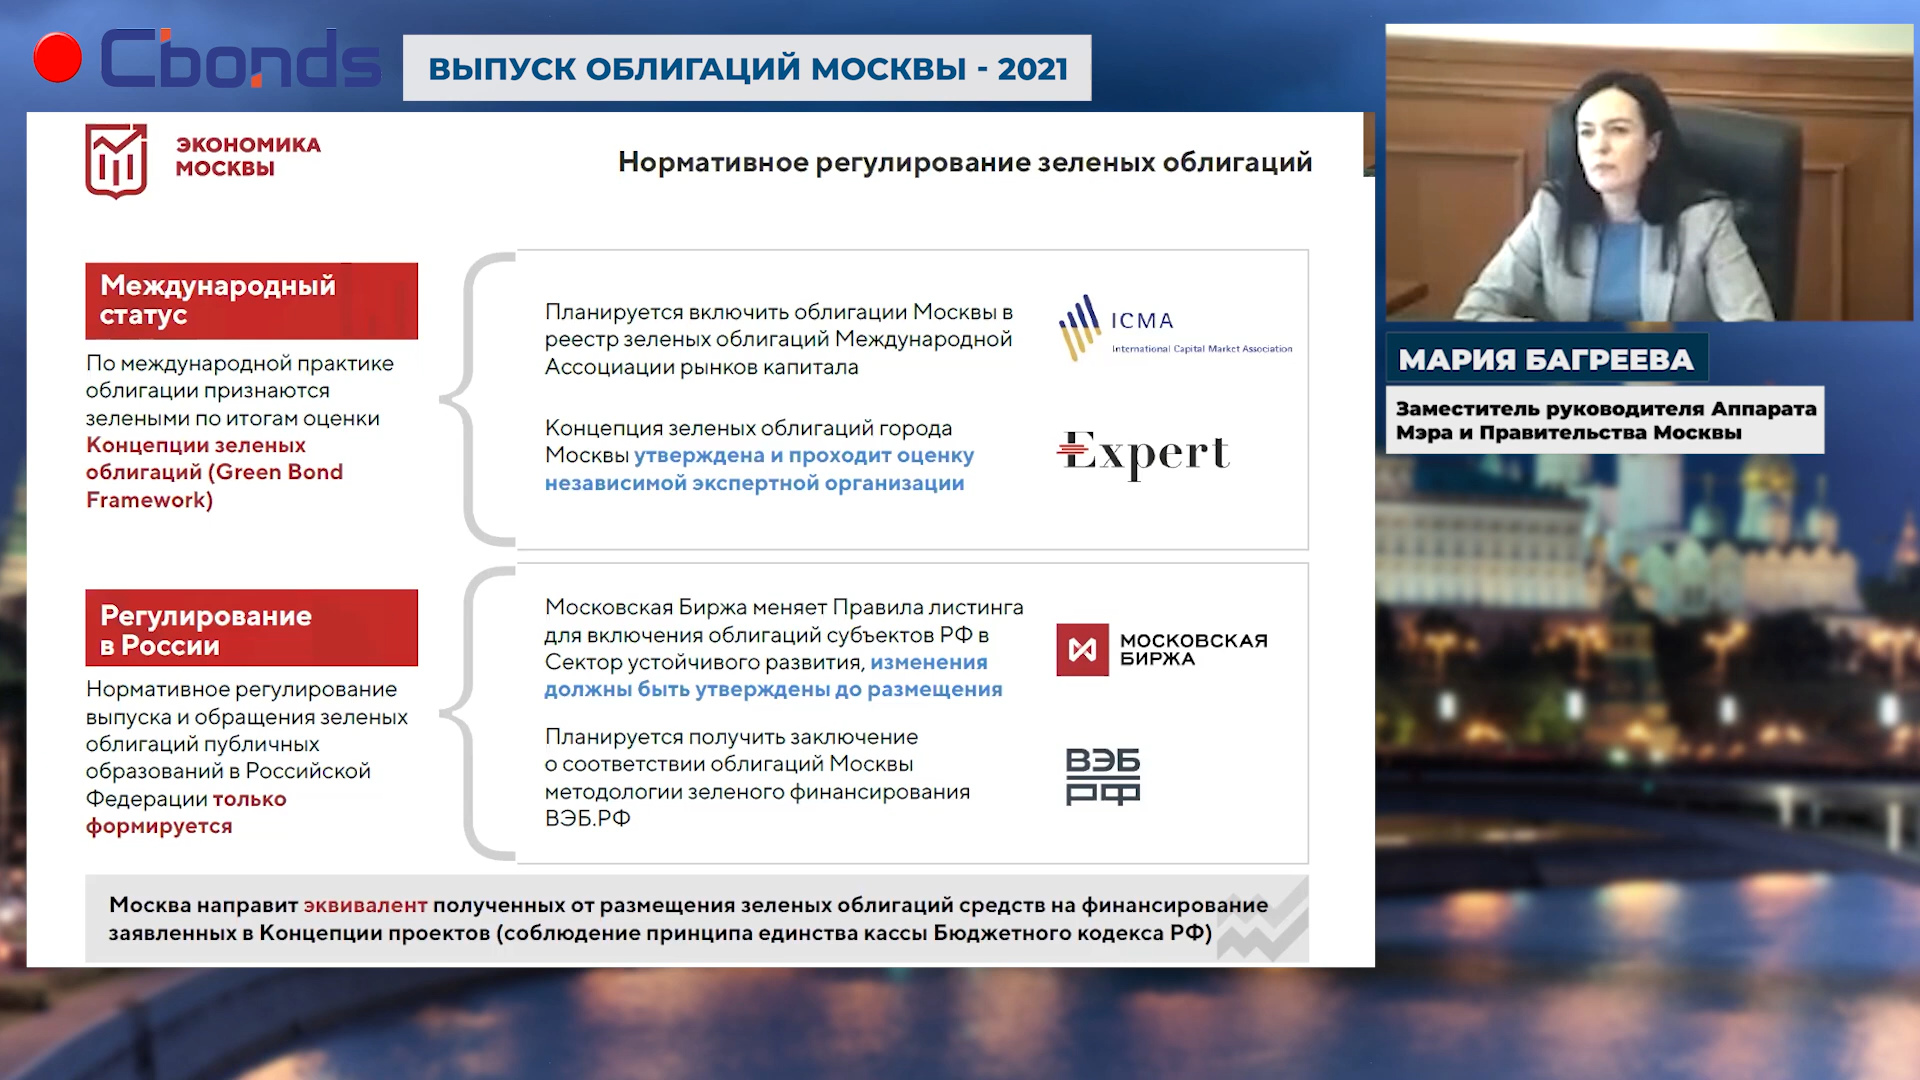 Cbonds
ВЫПУСК ОБЛИГАЦИЙ МОСКВЫ - 2021
ЭКОНОМИКА
МОСКВЫ
Нормативное регулирование зеленых облигаций
Международный
статус
По международной практике
облигации признаются
зелеными по итогам оценки
Концепции зеленых
облигаций (Green Bond
Framework)
Планируется включить облигации Москвы в
реестр зеленых облигаций Международной
Ассоциации рынков капитала
ICMA
International Capital Market Association
Концепция зеленых облигаций города
Москвы утверждена и проходит оценку
независимой экспертной организации
Expert
Регулирование
в России
Нормативное регулирование
выпуска и обращения зеленых
облигаций публичных
образований в Российской
Федерации только
формируется
Московская Биржа меняет Правила листинга
для включения облигаций субъектов РФ в
Сектор устойчивого развития, изменения
должны быть утверждены до размещения
МОСКОВСКАЯ
БИРЖА
Планируется получить заключение
о соответствии облигаций Москвы
методологии зеленого финансирования
ВЭБ.РФ
ВЭБ
РФ
Москва направит эквивалент полученных от размещения зеленых облигаций средств на финансирование
заявленных в Концепции проектов (соблюдение принципа единства кассы Бюджетного кодекса РФ)
МАРИЯ БАГРЕЕВА
Заместитель руководителя Аппарата
Мэра и Правительства Москвы